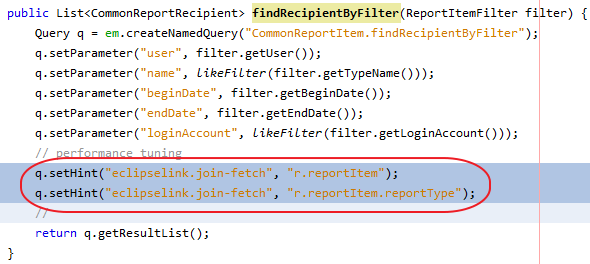 public List<CommonReportRecipient> findRecipientByFilter(ReportItemFilter filter) {
Query q = em.createNamedQuery("CommonReportItem.findRecipientByFilter");
q.setParameter("user", filter.getUser());
q.setParameter("name", likeFilter(filter.getTypeName()));
q.setParameter("beginDate", filter.getBeginDate());
q.setParameter("endDate", filter.getEndDate());
q.setParameter("loginAccount", likeFilter(filter.getLoginAccount()));
// performance tuning
q.setHint("eclipselink.join-fetch", "r.reportItem");
q.setHint("eclipselink.join-fetch", "r.reportItem.reportType");
//
return q.getResultList();
}